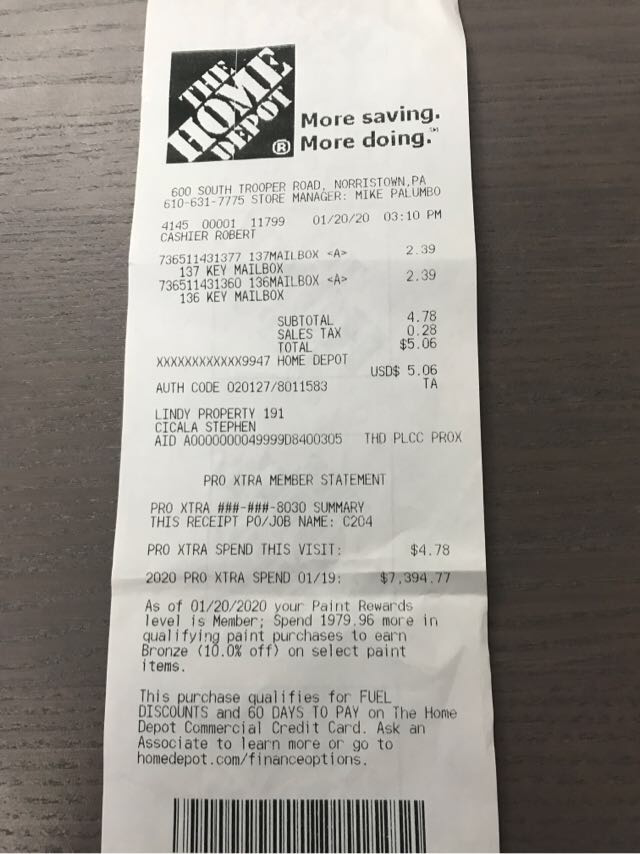 THE
HOME
DEPOT
®
More saving.
More doing.℠
600 SOUTH TROOPER ROAD, NORRISTOWN,PA
610-631-7775 STORE MANAGER: MIKE PALUMBO
4145 00001 11799 01/20/20 03:10 PM
CASHIER ROBERT
736511431377 137MAILBOX <A> 2.39
137 KEY MAILBOX
736511431360 136MAILBOX <A> 2.39
136 KEY MAILBOX
SUBTOTAL 4.78
SALES TAX 0.28
TOTAL $5.06
XXXXXXXXXXXX9947 HOME DEPOT
USD$ 5.06
AUTH CODE 020127/8011583 TA
LINDY PROPERTY 191
CICALA STEPHEN
AID A0000000049999D8400305 THD PLCC PROX
PRO XTRA MEMBER STATEMENT
PRO XTRA ###-###-8030 SUMMARY
THIS RECEIPT PO/JOB NAME: C204
PRO XTRA SPEND THIS VISIT: $4.78
2020 PRO XTRA SPEND 01/19: $7,394.77
As of 01/20/2020 your Paint Rewards
level is Member; Spend 1979.96 more in
qualifying paint purchases to earn
Bronze (10.0% off) on select paint
items.
This purchase qualifies for FUEL
DISCOUNTS and 60 DAYS TO PAY on The Home
Depot Commercial Credit Card. Ask an
Associate to learn more or go to
homedepot.com/financeoptions.